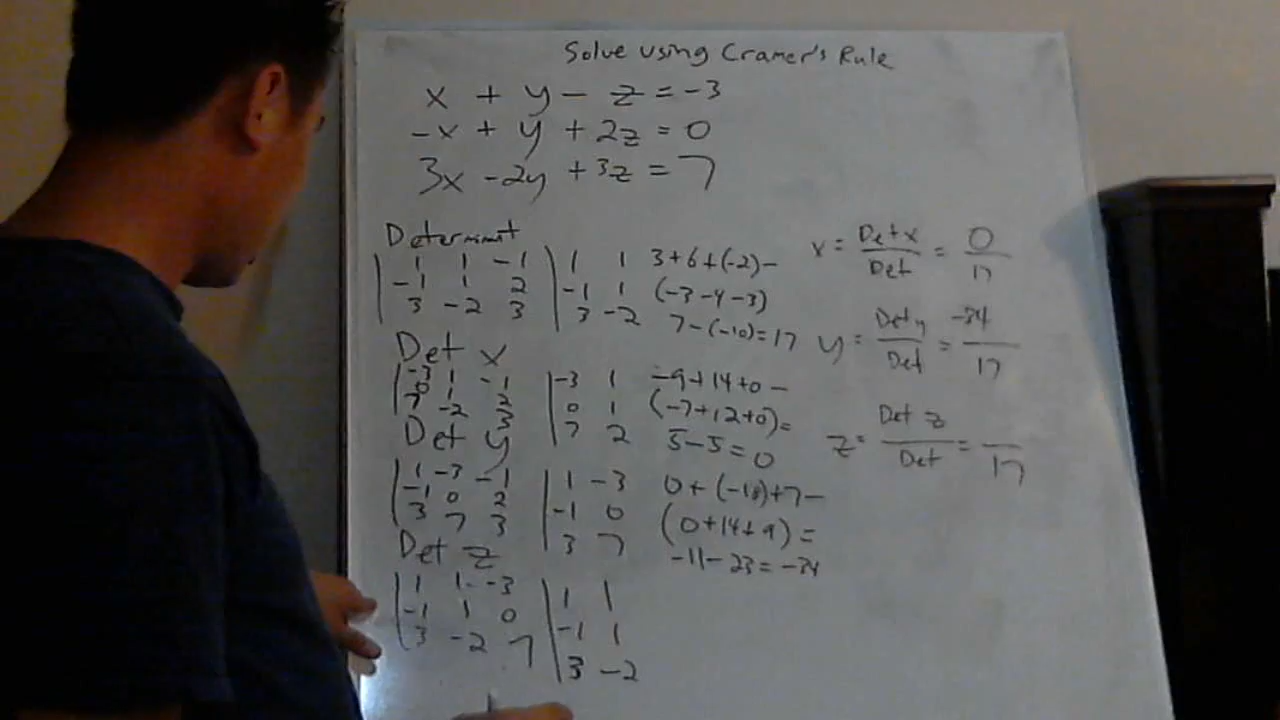 Solve using Cramer's Rule
x + y - z = -3
-x + y + 2z = 0
3x - 2y + 3z = 7
Determinnt
| 1 1 -1 | 1 1 3+6+(-2)-
| -1 1 2 | -1 1 (-3-4-3)
| 3 -2 3 | 3 -2 7-(-10)=17
Det x
| -3 1 -1 | -3 1 -9+14+0-
| 0 1 2 | 0 1 (-7+12+0)=
| 7 -2 3 | 7 2 5-5=0
Det y
| 1 -3 -1 | 1 -3 0+(-18)+7-
| -1 0 2 | -1 0 (0+14+9)=
| 3 7 3 | 3 7 -11-23=-34
Det z
| 1 1 -3 | 1 1
| -1 1 0 | -1 1
| 3 -2 7 | 3 -2
x = Det x / Det = 0 / 17
y = Det y / Det = -34 / 17
z = Det z / Det = / 17